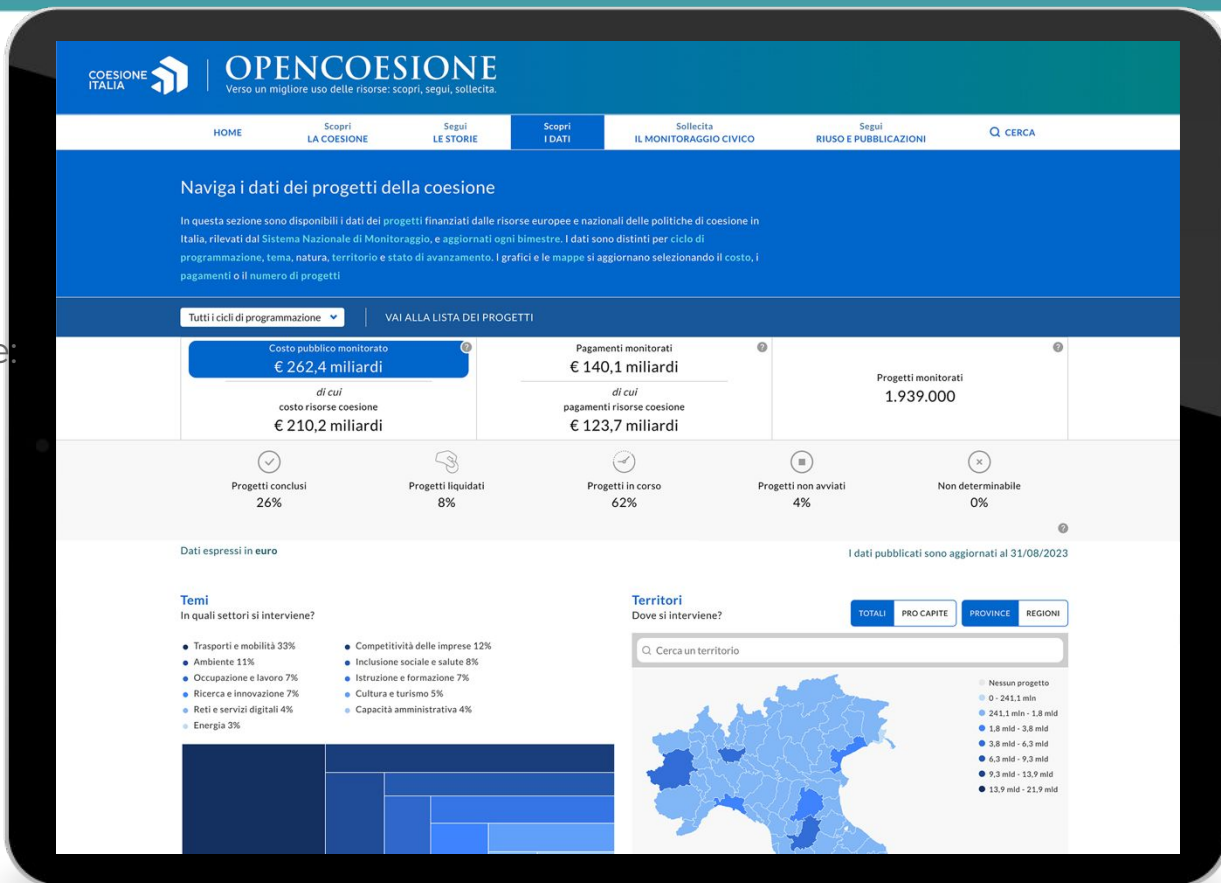 COESIONE
ITALIA
OPENCOESIONE
Verso un migliore uso delle risorse: scopri, segui, sollecita.
HOME
Scopri
LA COESIONE
Segui
LE STORIE
Scopri
I DATI
Sollecita
IL MONITORAGGIO CIVICO
Segui
RIUSO E PUBBLICAZIONI
CERCA
Naviga i dati dei progetti della coesione
In questa sezione sono disponibili i dati dei progetti finanziati dalle risorse europee e nazionali delle politiche di coesione in
Italia, rilevati dal Sistema Nazionale di Monitoraggio, e aggiornati ogni bimestre. I dati sono distinti per ciclo di
programmazione, tema, natura, territorio e stato di avanzamento. I grafici e le mappe si aggiornano selezionando il costo, i
pagamenti o il numero di progetti
Tutti i cicli di programmazione
VAI ALLA LISTA DEI PROGETTI
e:
Costo pubblico monitorato
€ 262,4 miliardi
di cui
costo risorse coesione
€ 210,2 miliardi
Pagamenti monitorati
€ 140,1 miliardi
di cui
pagamenti risorse coesione
€ 123,7 miliardi
Progetti monitorati
1.939.000
Progetti conclusi
26%
Progetti liquidati
8%
Progetti in corso
62%
Progetti non avviati
4%
Non determinabile
0%
Dati espressi in euro
I dati pubblicati sono aggiornati al 31/08/2023
Temi
In quali settori si interviene?
Trasporti e mobilità 33%
Ambiente 11%
Occupazione e lavoro 7%
Ricerca e innovazione 7%
Reti e servizi digitali 4%
Energia 3%
Competitività delle imprese 12%
Inclusione sociale e salute 8%
Istruzione e formazione 7%
Cultura e turismo 5%
Capacità amministrativa 4%
Territori
Dove si interviene?
TOTALI
PRO CAPITE
PROVINCE
REGIONI
Cerca un territorio
Nessun progetto
0 - 241,1 mln
241,1 mln - 1,8 mld
1,8 mld - 3,8 mld
3,8 mld - 6,3 mld
6,3 mld - 9,3 mld
9,3 mld - 13,9 mld
13,9 mld - 21,9 mld